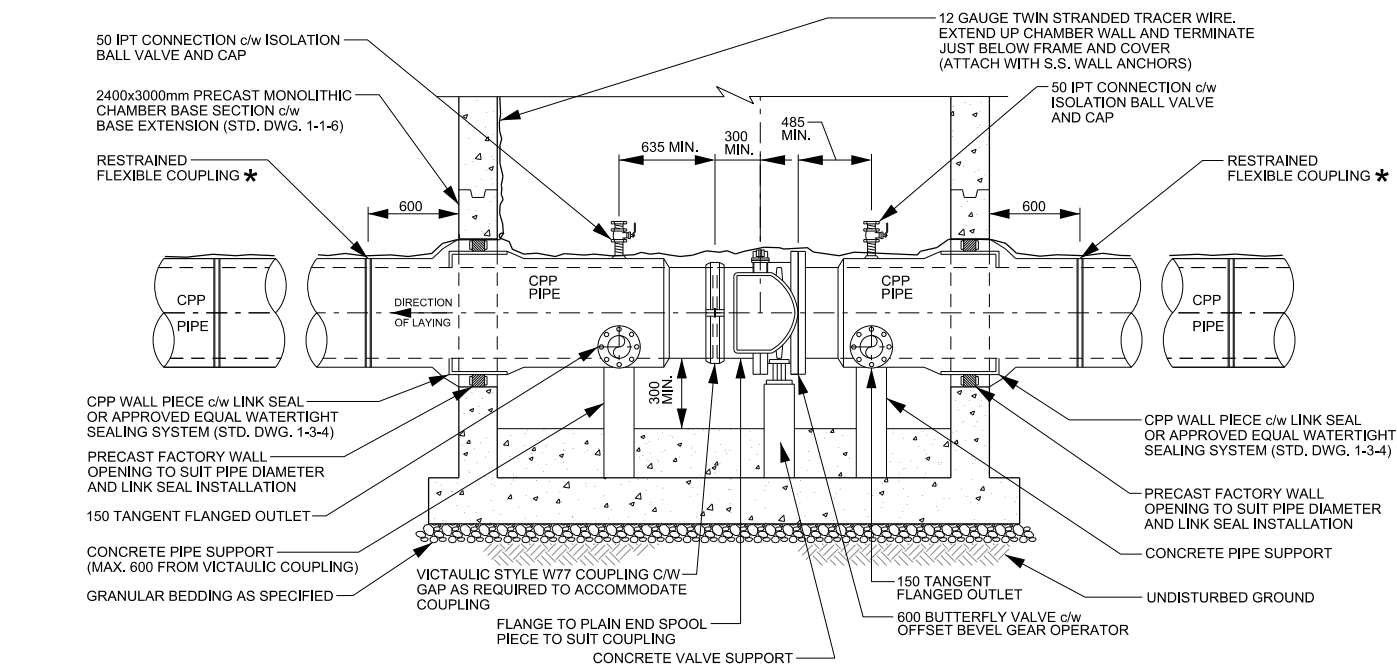 50 IPT CONNECTION c/w ISOLATION
BALL VALVE AND CAP
2400x3000mm PRECAST MONOLITHIC
CHAMBER BASE SECTION c/w
BASE EXTENSION (STD. DWG. 1-1-6)
RESTRAINED
FLEXIBLE COUPLING *
12 GAUGE TWIN STRANDED TRACER WIRE.
EXTEND UP CHAMBER WALL AND TERMINATE
JUST BELOW FRAME AND COVER
(ATTACH WITH S.S. WALL ANCHORS)
50 IPT CONNECTION c/w
ISOLATION BALL VALVE
AND CAP
RESTRAINED
FLEXIBLE COUPLING *
635 MIN.
300
MIN.
485
MIN.
600
600
CPP
PIPE
DIRECTION
OF LAYING
CPP
PIPE
CPP
PIPE
CPP
PIPE
300
MIN.
CPP WALL PIECE c/w LINK SEAL
OR APPROVED EQUAL WATERTIGHT
SEALING SYSTEM (STD. DWG. 1-3-4)
PRECAST FACTORY WALL
OPENING TO SUIT PIPE DIAMETER
AND LINK SEAL INSTALLATION
150 TANGENT FLANGED OUTLET
CONCRETE PIPE SUPPORT
(MAX. 600 FROM VICTAULIC COUPLING)
GRANULAR BEDDING AS SPECIFIED
VICTAULIC STYLE W77 COUPLING C/W
GAP AS REQUIRED TO ACCOMMODATE
COUPLING
FLANGE TO PLAIN END SPOOL
PIECE TO SUIT COUPLING
CONCRETE VALVE SUPPORT
150 TANGENT
FLANGED OUTLET
600 BUTTERFLY VALVE c/w
OFFSET BEVEL GEAR OPERATOR
CPP WALL PIECE c/w LINK SEAL
OR APPROVED EQUAL WATERTIGHT
SEALING SYSTEM (STD. DWG. 1-3-4)
PRECAST FACTORY WALL
OPENING TO SUIT PIPE DIAMETER
AND LINK SEAL INSTALLATION
CONCRETE PIPE SUPPORT
UNDISTURBED GROUND